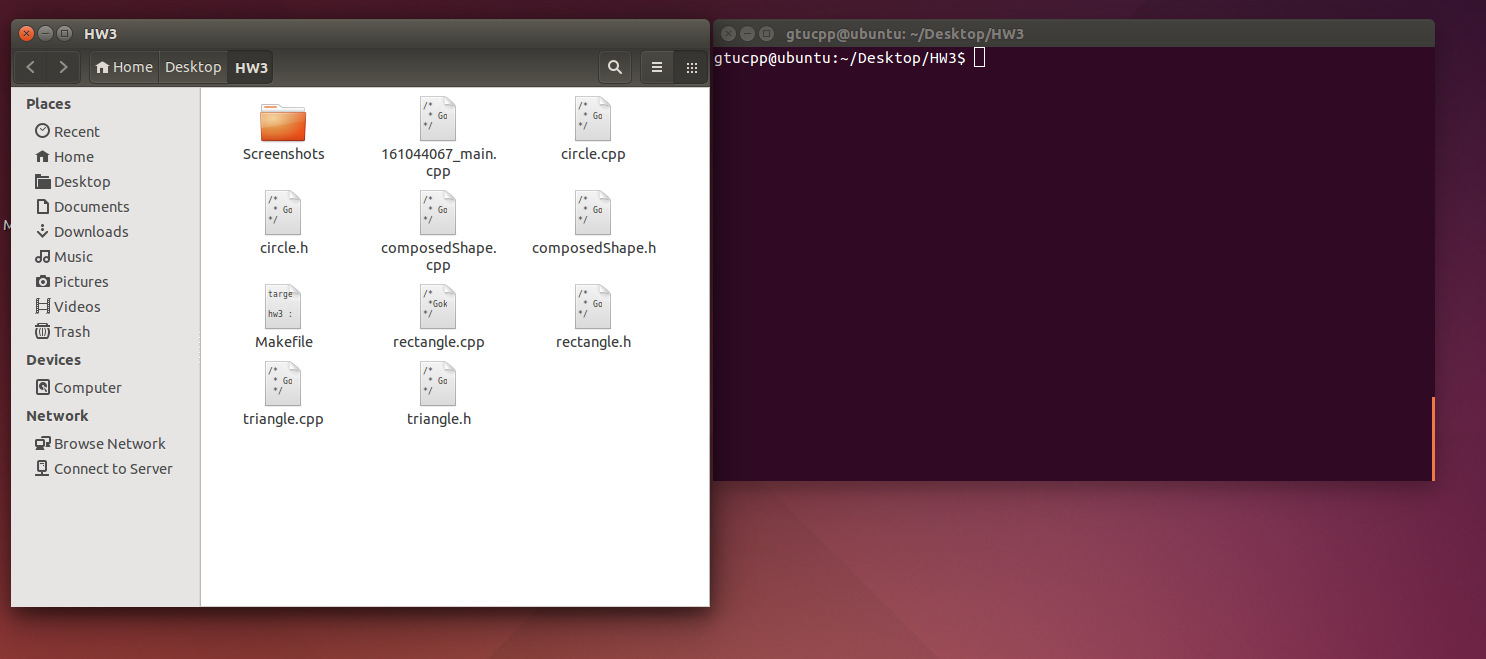 HW3
gtucpp@ubuntu: ~/Desktop/HW3
Home Desktop HW3
gtucpp@ubuntu:~/Desktop/HW3$
M
Places
Recent
Home
Desktop
Documents
Downloads
Music
Pictures
Videos
Trash
Devices
Computer
Network
Browse Network
Connect to Server
Screenshots
/*
* Go
*/
161044067_main.
cpp
/*
* Go
*/
circle.cpp
/*
* Go
*/
circle.h
/*
* Go
*/
composedShape.
cpp
/*
* Go
*/
composedShape.h
targe
hw3 :
Makefile
/*
*Gok
*/
rectangle.cpp
/*
* Go
*/
rectangle.h
/*
* Go
*/
triangle.cpp
/*
* Go
*/
triangle.h